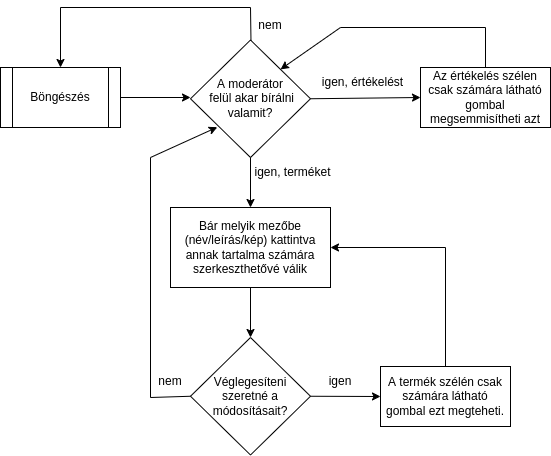 nem
Böngészés
A moderátor
felül akar bírálni
valamit?
igen, értékelést
Az értékelés szélen
csak számára látható
gombal
megsemmisítheti azt
igen, terméket
Bár melyik mezőbe
(név/leírás/kép) kattintva
annak tartalma számára
szerkeszthetővé válik
nem
Véglegesíteni
szeretné a
módosításait?
igen
A termék szélén csak
számára látható
gombal ezt megteheti.